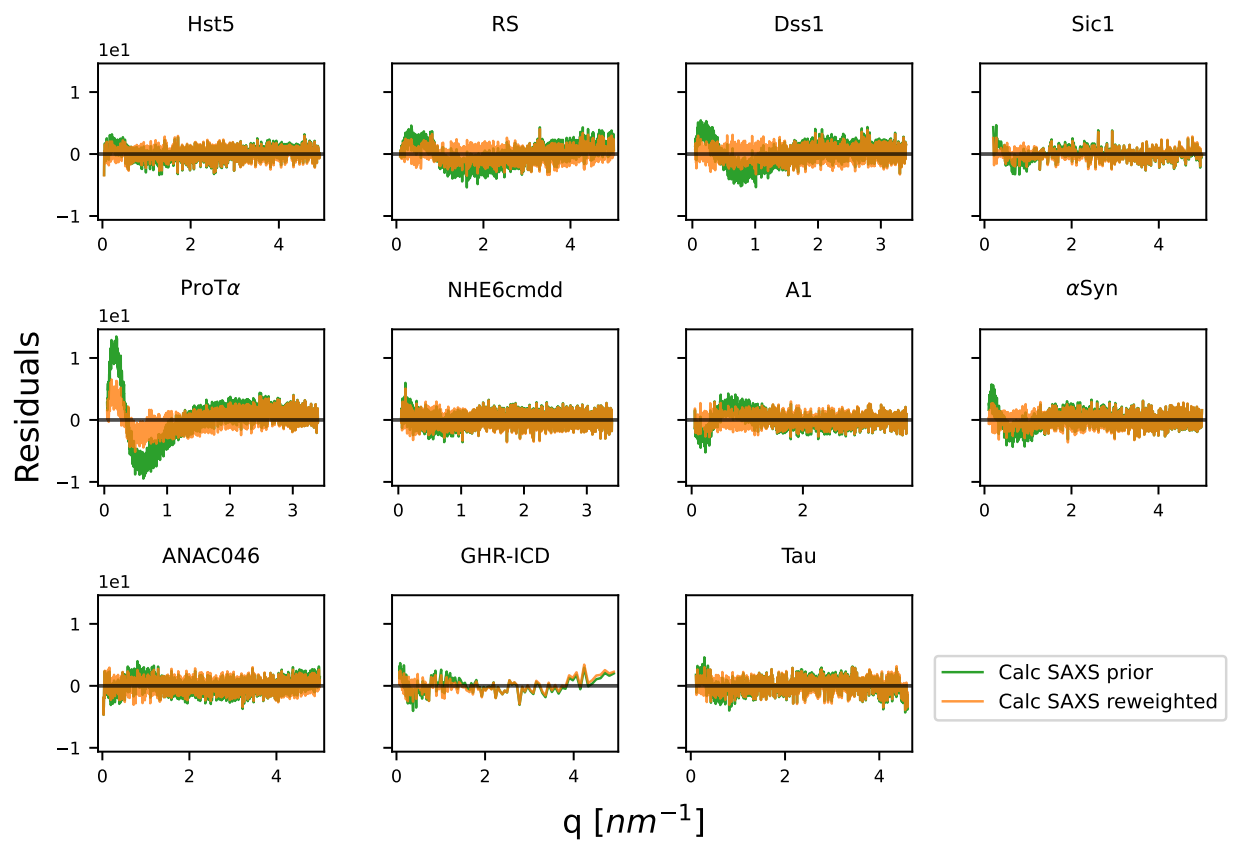 Hst5 RS Dss1 Sic1
1e1
1
0
−1
0 2 4 0 2 4 0 1 2 3 0 2 4
ProTα NHE6cmdd A1 αSyn
1e1
1
0
−1
0 1 2 3 0 1 2 3 0 2 0 2 4
Residuals
ANAC046 GHR-ICD Tau
1e1
1
0
−1
0 2 4 0 2 4 0 2 4
Calc SAXS prior
Calc SAXS reweighted
q [nm⁻¹]